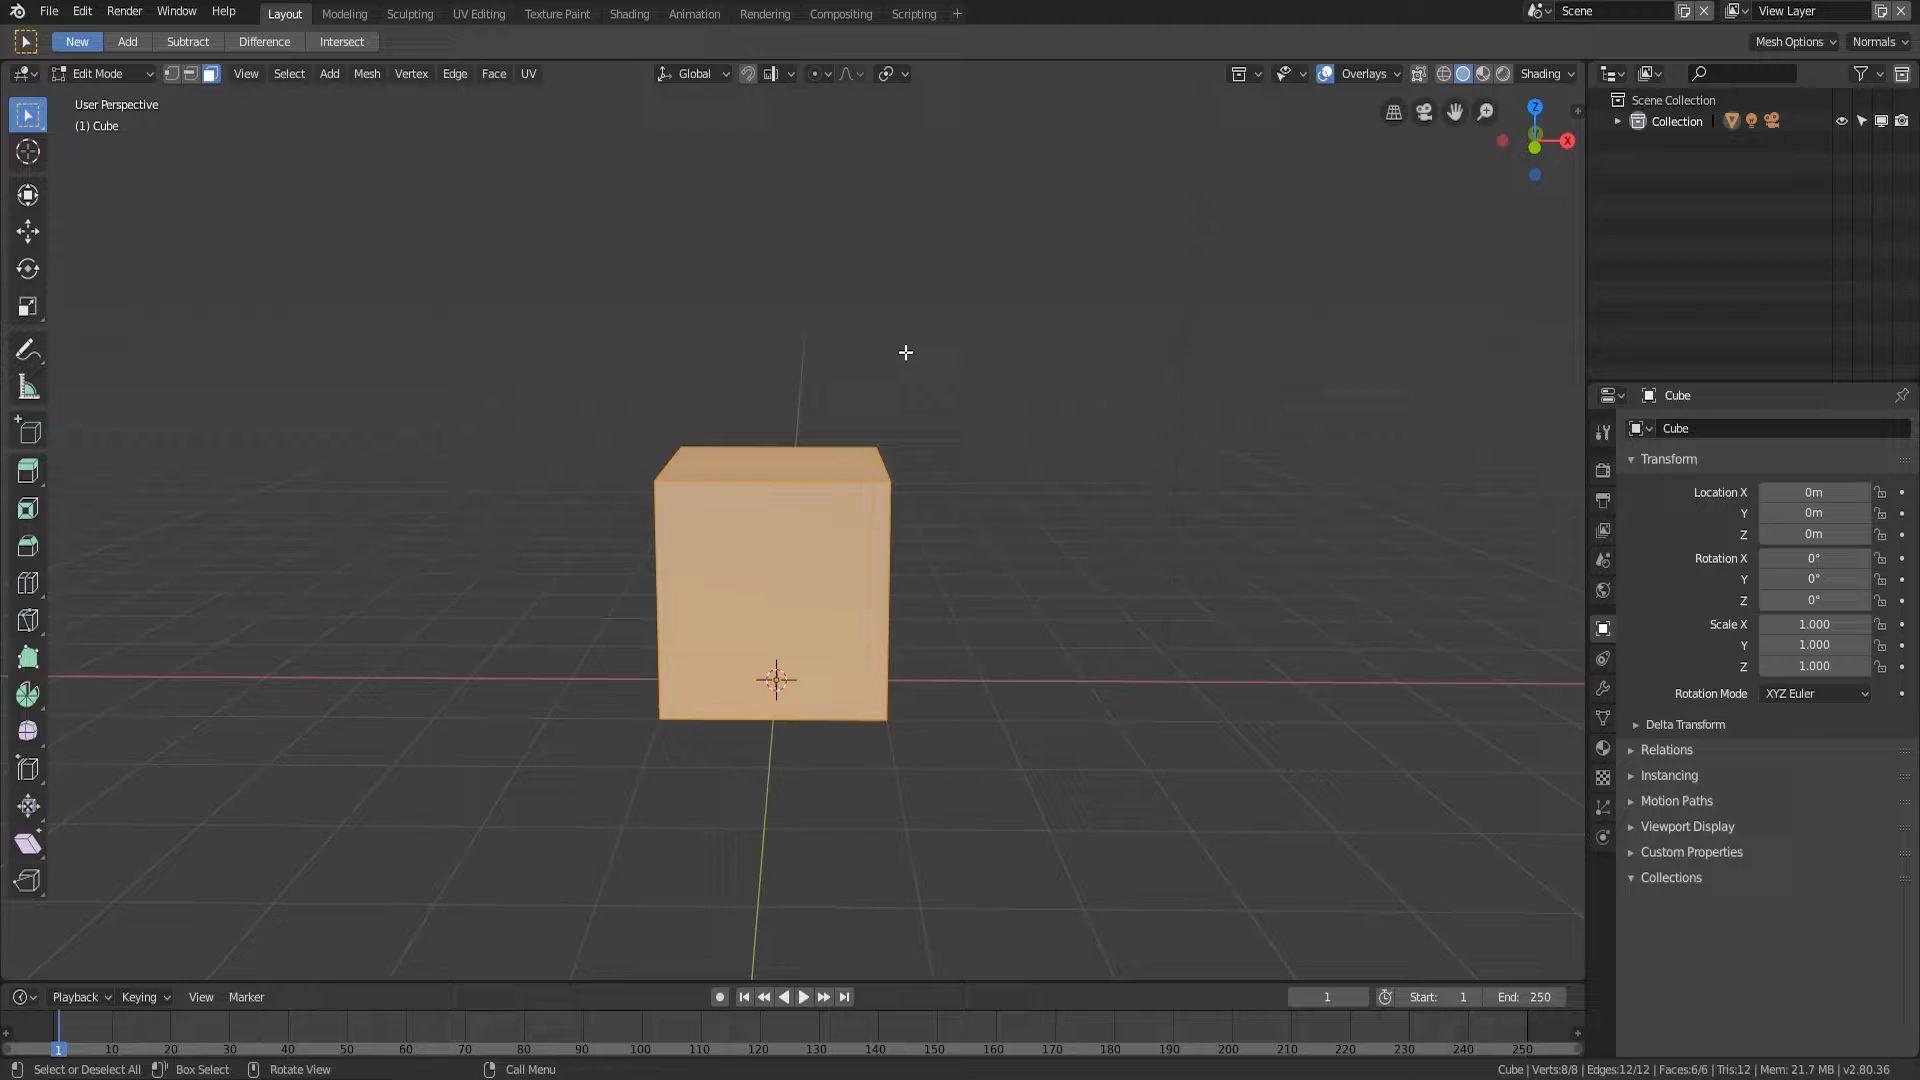 File Edit Render Window Help Layout Modeling Sculpting UV Editing Texture Paint Shading Animation Rendering Compositing Scripting + Scene View Layer
New Add Subtract Difference Intersect Mesh Options Normals
Edit Mode View Select Add Mesh Vertex Edge Face UV Global Overlays Shading
User Perspective
(1) Cube
Z
X
Scene Collection
Collection
Cube
Cube
Transform
Location X 0m
Y 0m
Z 0m
Rotation X 0°
Y 0°
Z 0°
Scale X 1.000
Y 1.000
Z 1.000
Rotation Mode XYZ Euler
Delta Transform
Relations
Instancing
Motion Paths
Viewport Display
Custom Properties
Collections
Playback Keying View Marker 1 Start: 1 End: 250
1 10 20 30 40 50 60 70 80 90 100 110 120 130 140 150 160 170 180 190 200 210 220 230 240 250
Select or Deselect All Box Select Rotate View Call Menu Cube | Verts:8/8 | Edges:12/12 | Faces:6/6 | Tris:12 | Mem: 21.7 MB | v2.80.36